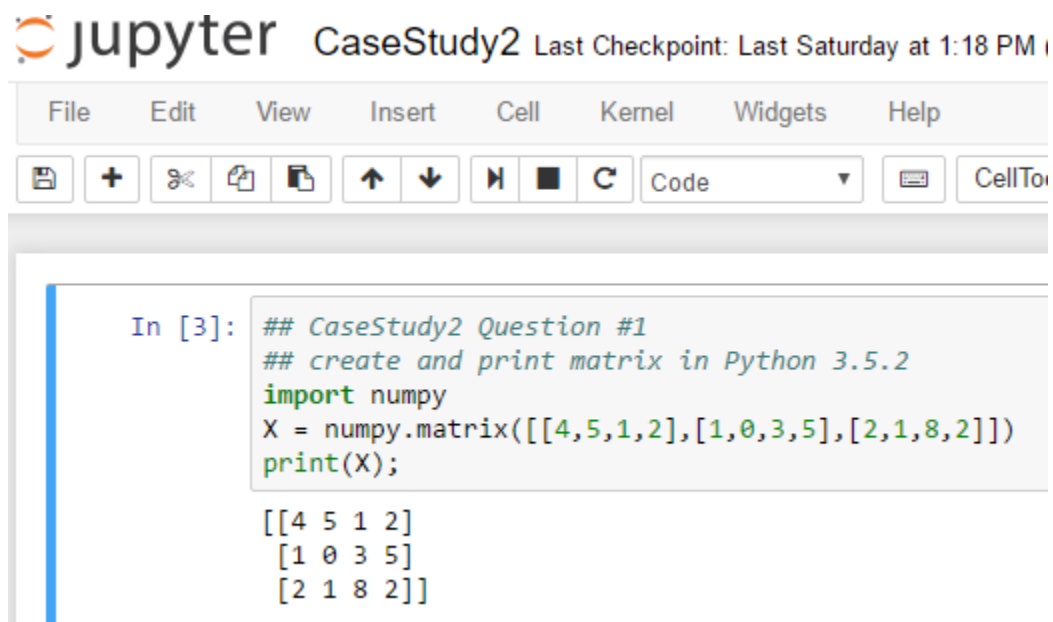 jupyter CaseStudy2 Last Checkpoint: Last Saturday at 1:18 PM (
File Edit View Insert Cell Kernel Widgets Help
Code CellToo
In [3]: ## CaseStudy2 Question #1
## create and print matrix in Python 3.5.2
import numpy
X = numpy.matrix([[4,5,1,2],[1,0,3,5],[2,1,8,2]])
print(X);
[[4 5 1 2]
 [1 0 3 5]
 [2 1 8 2]]